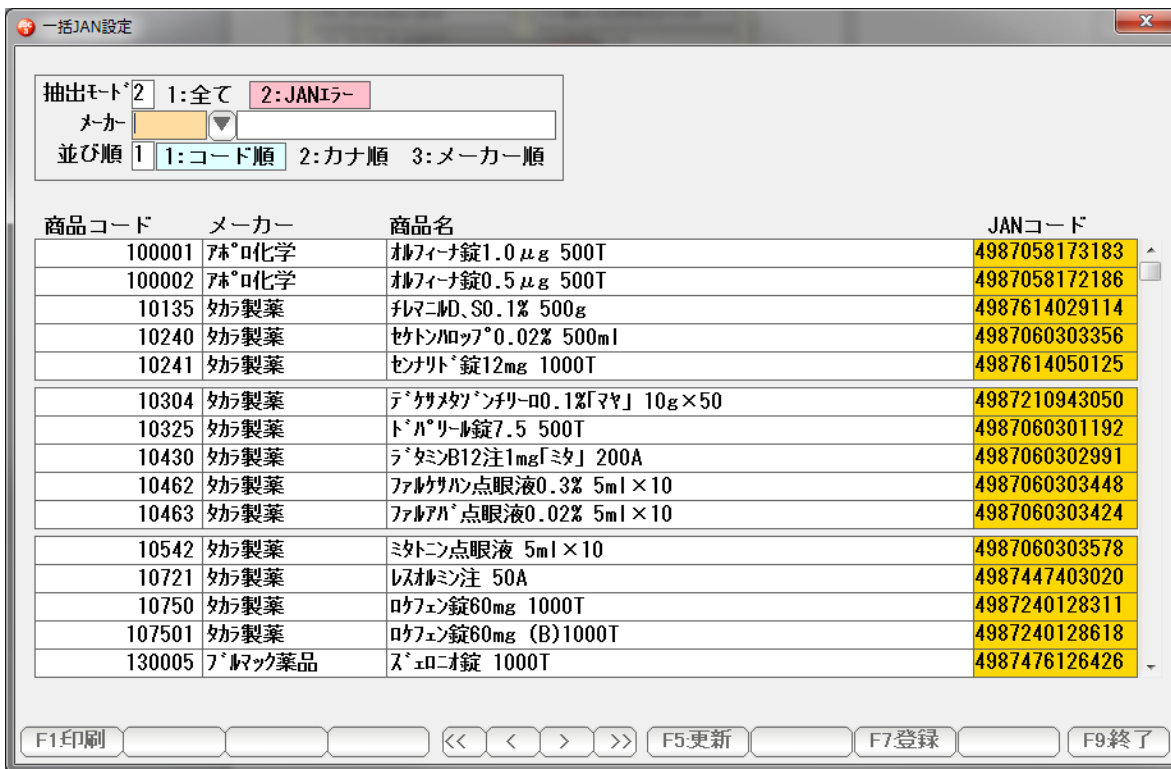 一括JAN設定
抽出ﾓｰﾄﾞ 2 1:全て 2:JANｴﾗｰ
ﾒｰｶｰ
並び順 1 1:コード順 2:カナ順 3:メーカー順
商品コード メーカー 商品名 JANコード
100001 ｱﾎﾟﾛ化学 ｵﾙﾌｨｰﾅ錠1.0μg 500T 4987058173183
100002 ｱﾎﾟﾛ化学 ｵﾙﾌｨｰﾅ錠0.5μg 500T 4987058172186
10135 ﾀｶﾗ製薬 ﾁﾚﾏﾆﾙD､S0.1% 500g 4987614029114
10240 ﾀｶﾗ製薬 ｾｹﾄﾝﾊﾛｯﾌﾟ0.02% 500ml 4987060303356
10241 ﾀｶﾗ製薬 ｾﾝﾅﾘﾄﾞ錠12mg 1000T 4987614050125
10304 ﾀｶﾗ製薬 ﾃﾞｹｻﾒﾀｿﾞﾝﾁﾘｰﾛ0.1%｢ﾏﾔ｣ 10g×50 4987210943050
10325 ﾀｶﾗ製薬 ﾄﾞﾊﾟﾘｰﾙ錠7.5 500T 4987060301192
10430 ﾀｶﾗ製薬 ﾗﾞﾀﾐﾝB12注1mg｢ﾐﾀ｣ 200A 4987060302991
10462 ﾀｶﾗ製薬 ﾌｧﾙｹｻﾊﾝ点眼液0.3% 5ml×10 4987060303448
10463 ﾀｶﾗ製薬 ﾌｧﾙｱﾊﾞ点眼液0.02% 5ml×10 4987060303424
10542 ﾀｶﾗ製薬 ﾐﾀﾄﾆﾝ点眼液 5ml×10 4987060303578
10721 ﾀｶﾗ製薬 ﾚｽｵﾙﾐﾝ注 50A 4987447403020
10750 ﾀｶﾗ製薬 ﾛｹﾌｪﾝ錠60mg 1000T 4987240128311
107501 ﾀｶﾗ製薬 ﾛｹﾌｪﾝ錠60mg (B)1000T 4987240128618
130005 ﾌﾞﾙﾏｯｸ薬品 ｽﾞｪﾛﾆｵ錠 1000T 4987476126426
F1:印刷 << < > >> F5:更新 F7:登録 F9:終了